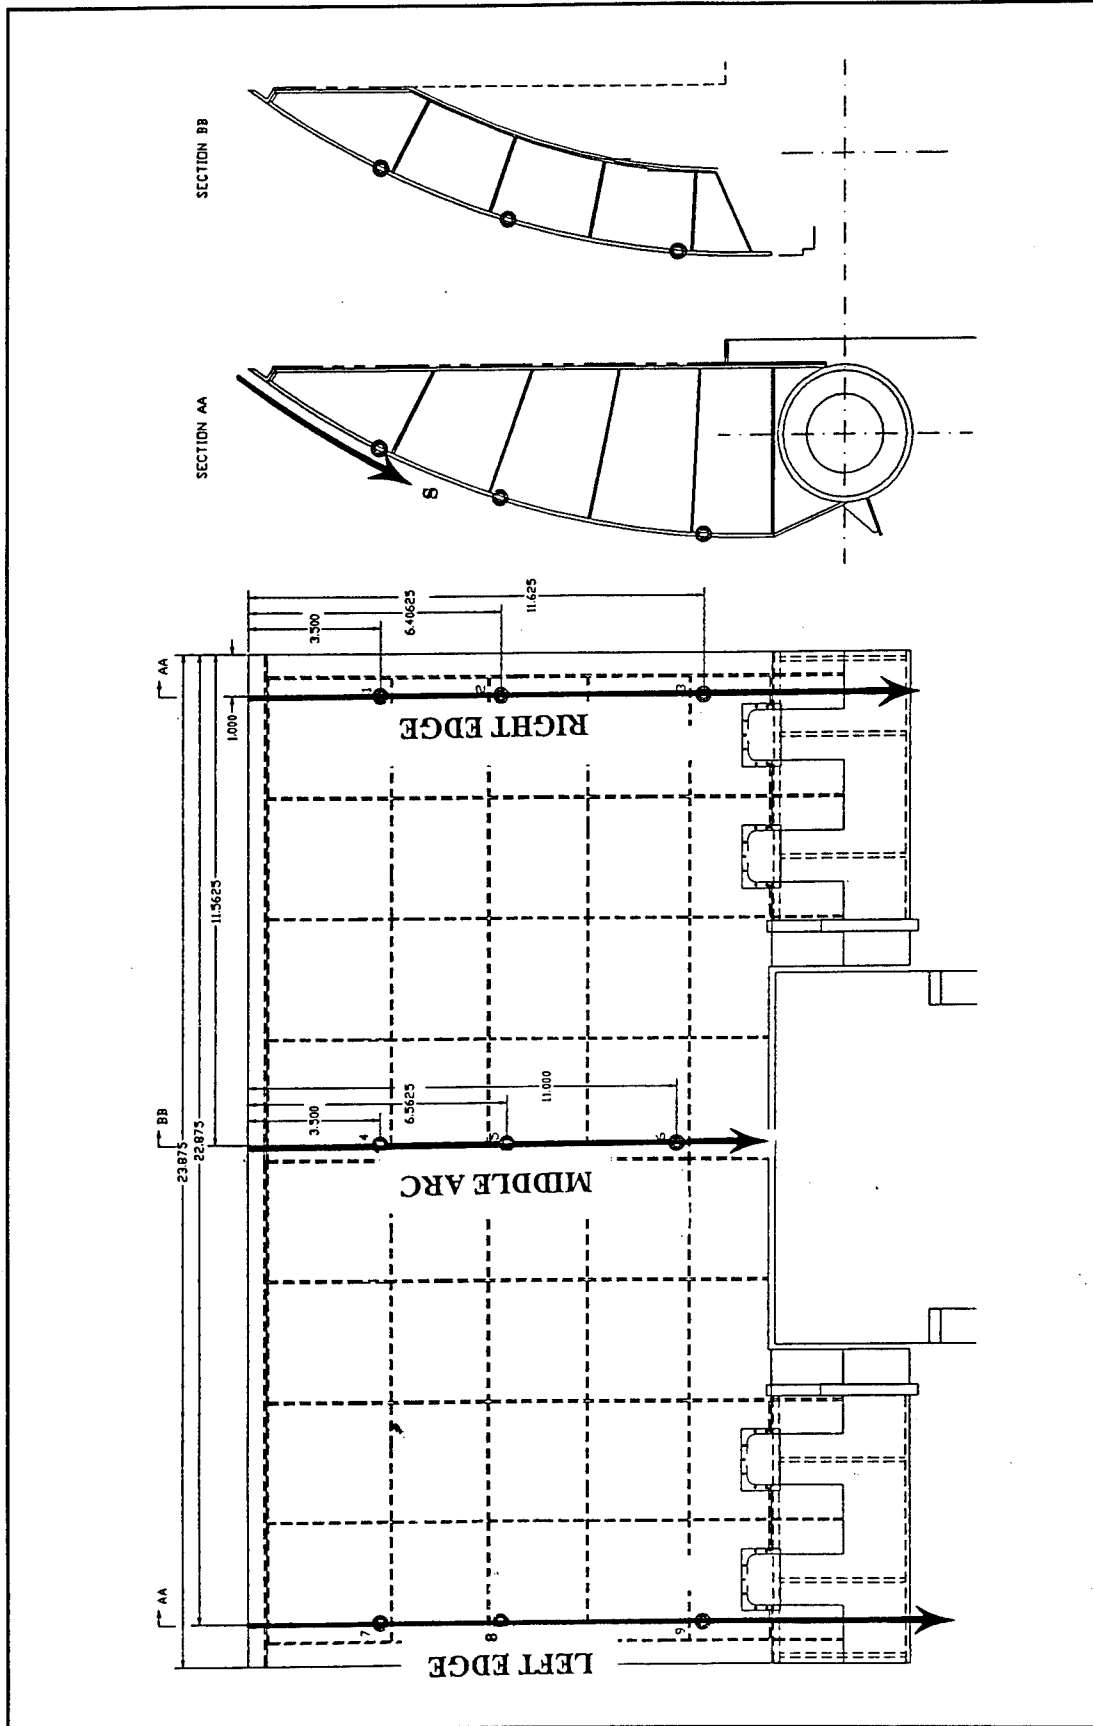 SECTION BB
SECTION AA
S
23.875
22.875
11.5625
1.000
AA
3.500
6.40625
11.625
1
2
3
RIGHT EDGE
BB
3.500
6.5625
11.000
4
5
6
MIDDLE ARC
AA
7
8
9
LEFT EDGE